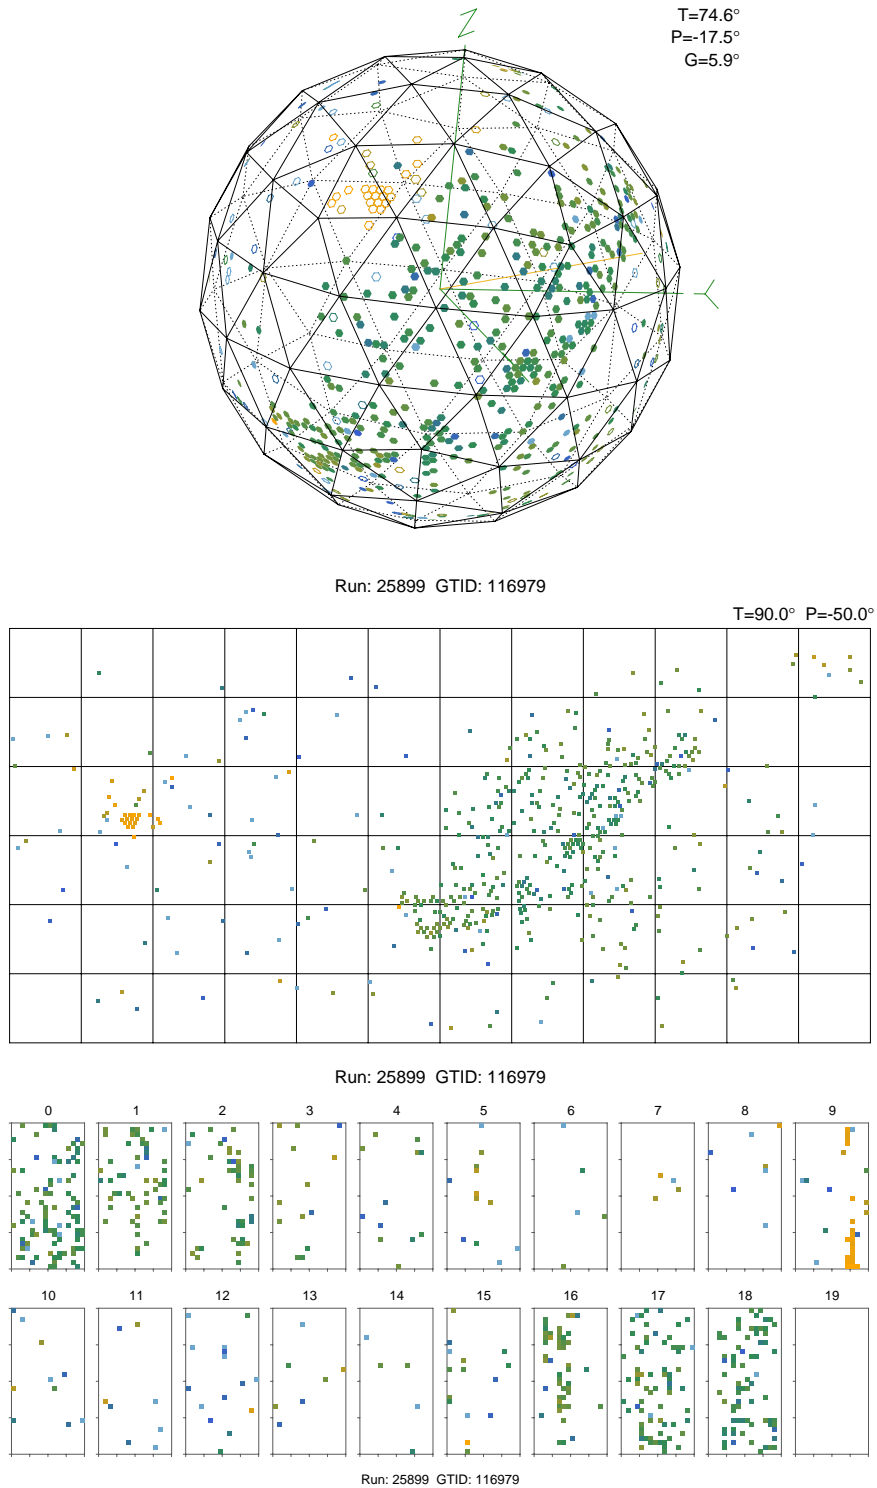 Z
T=74.6°
P=-17.5°
G=5.9°
Y
Run: 25899 GTID: 116979
T=90.0° P=-50.0°
Run: 25899 GTID: 116979
0 1 2 3 4 5 6 7 8 9
10 11 12 13 14 15 16 17 18 19
Run: 25899 GTID: 116979